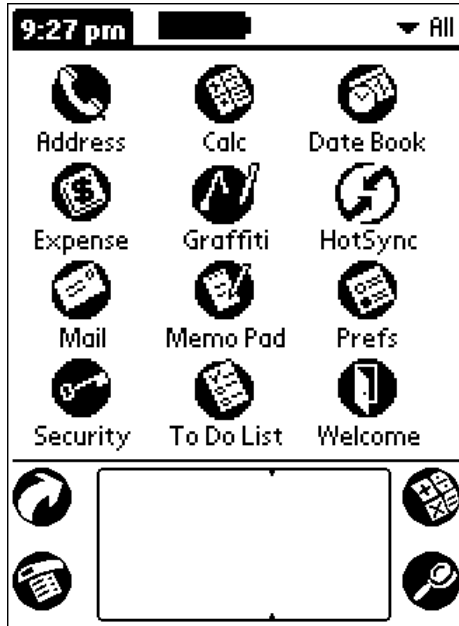 9:27 pm All
Address Calc Date Book
Expense Graffiti HotSync
Mail Memo Pad Prefs
Security To Do List Welcome